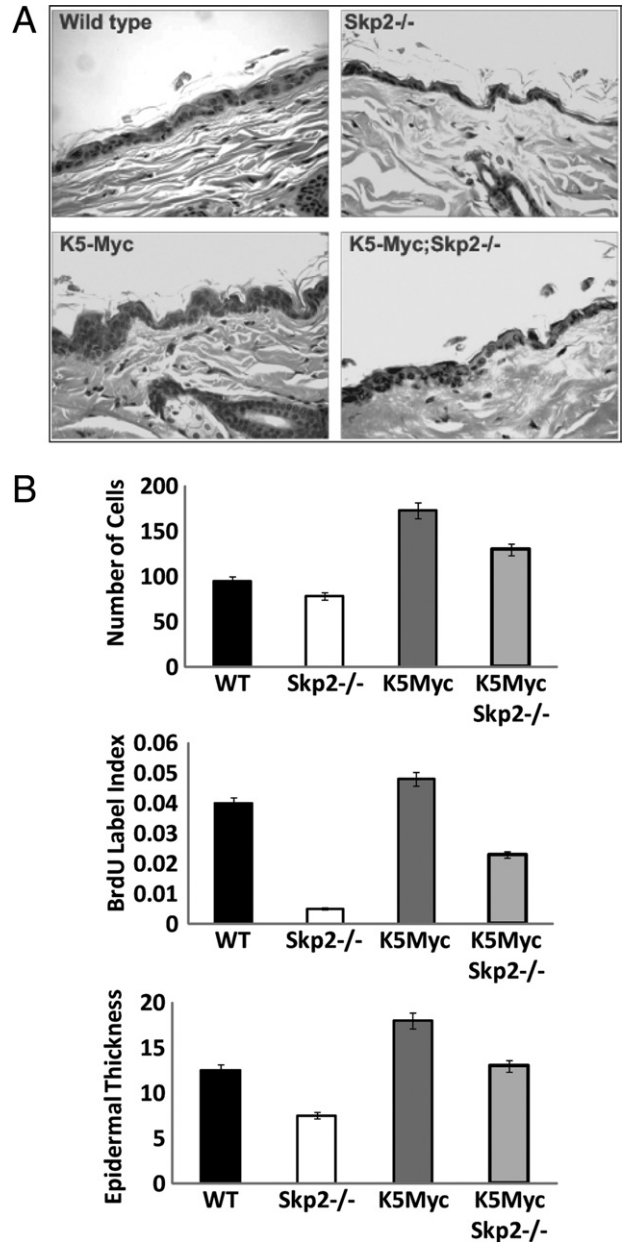 A
Wild type
Skp2-/-
K5-Myc
K5-Myc;Skp2-/-
B
Number of Cells
200
150
100
50
0
WT
Skp2-/-
K5Myc
K5Myc
Skp2-/-
BrdU Label Index
0.06
0.05
0.04
0.03
0.02
0.01
0
WT
Skp2-/-
K5Myc
K5Myc
Skp2-/-
Epidermal Thickness
20
15
10
5
0
WT
Skp2-/-
K5Myc
K5Myc
Skp2-/-